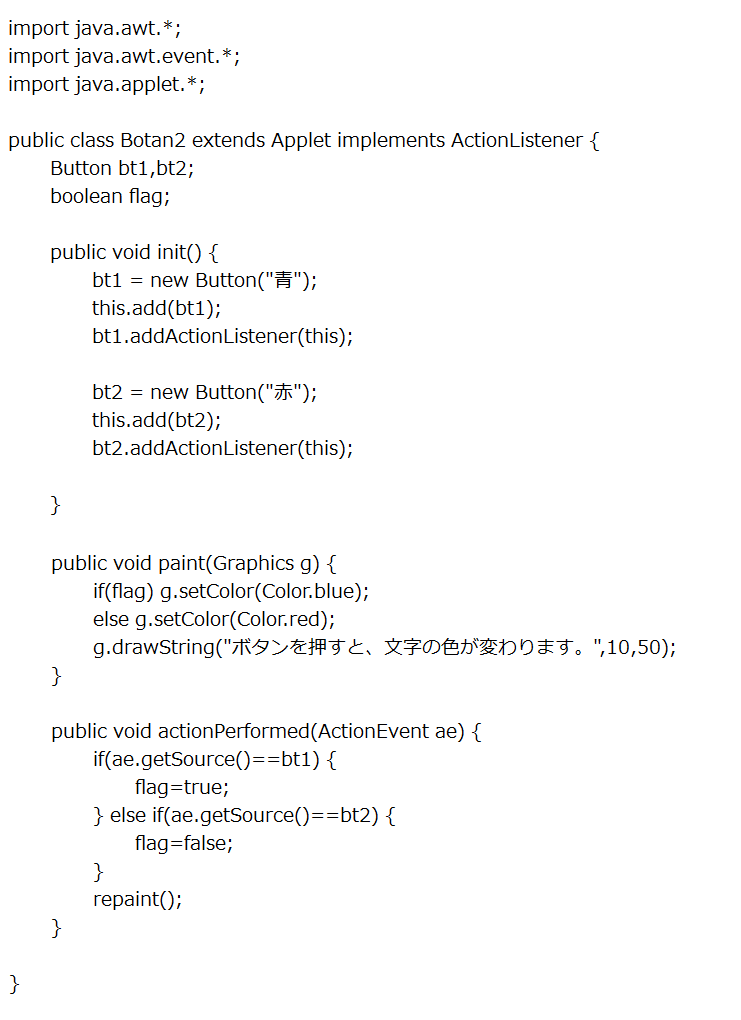 import java.awt.*;
import java.awt.event.*;
import java.applet.*;

public class Botan2 extends Applet implements ActionListener {
    Button bt1,bt2;
    boolean flag;

    public void init() {
        bt1 = new Button("青");
        this.add(bt1);
        bt1.addActionListener(this);

        bt2 = new Button("赤");
        this.add(bt2);
        bt2.addActionListener(this);

    }

    public void paint(Graphics g) {
        if(flag) g.setColor(Color.blue);
        else g.setColor(Color.red);
        g.drawString("ボタンを押すと、文字の色が変わります。",10,50);
    }

    public void actionPerformed(ActionEvent ae) {
        if(ae.getSource()==bt1) {
            flag=true;
        } else if(ae.getSource()==bt2) {
            flag=false;
        }
        repaint();
    }

}